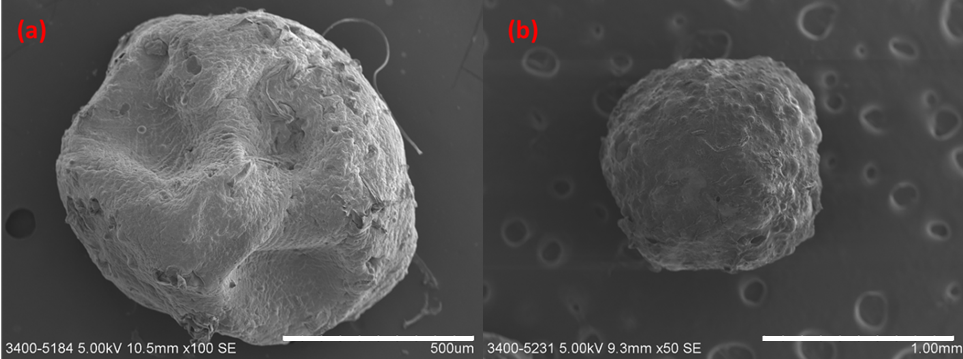 (a)
3400-5184 5.00kV 10.5mm x100 SE
500um
(b)
3400-5231 5.00kV 9.3mm x50 SE
1.00mm